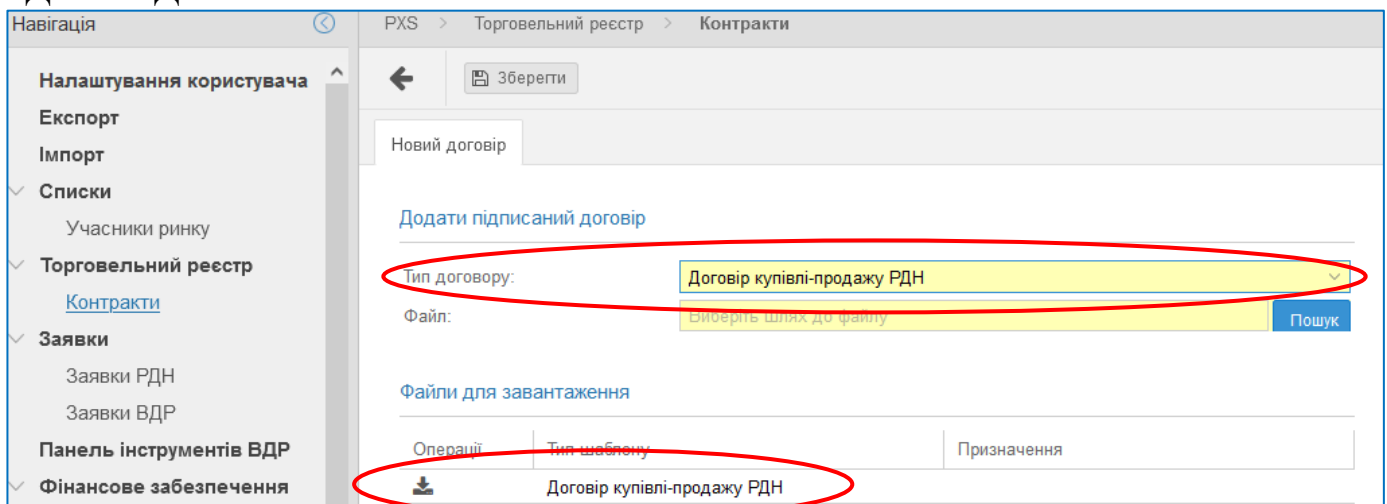 Навігація
PXS > Торговельний реєстр > Контракти
Налаштування користувача
Зберегти
Експорт
Новий договір
Імпорт
Списки
Додати підписаний договір
Учасники ринку
Торговельний реєстр
Тип договору: Договір купівлі-продажу РДН
Контракти
Файл: Виберіть шлях до файлу Пошук
Заявки
Заявки РДН
Файли для завантаження
Заявки ВДР
Панель інструментів ВДР
Операції Тип шаблону Призначення
Фінансове забезпечення
Договір купівлі-продажу РДН